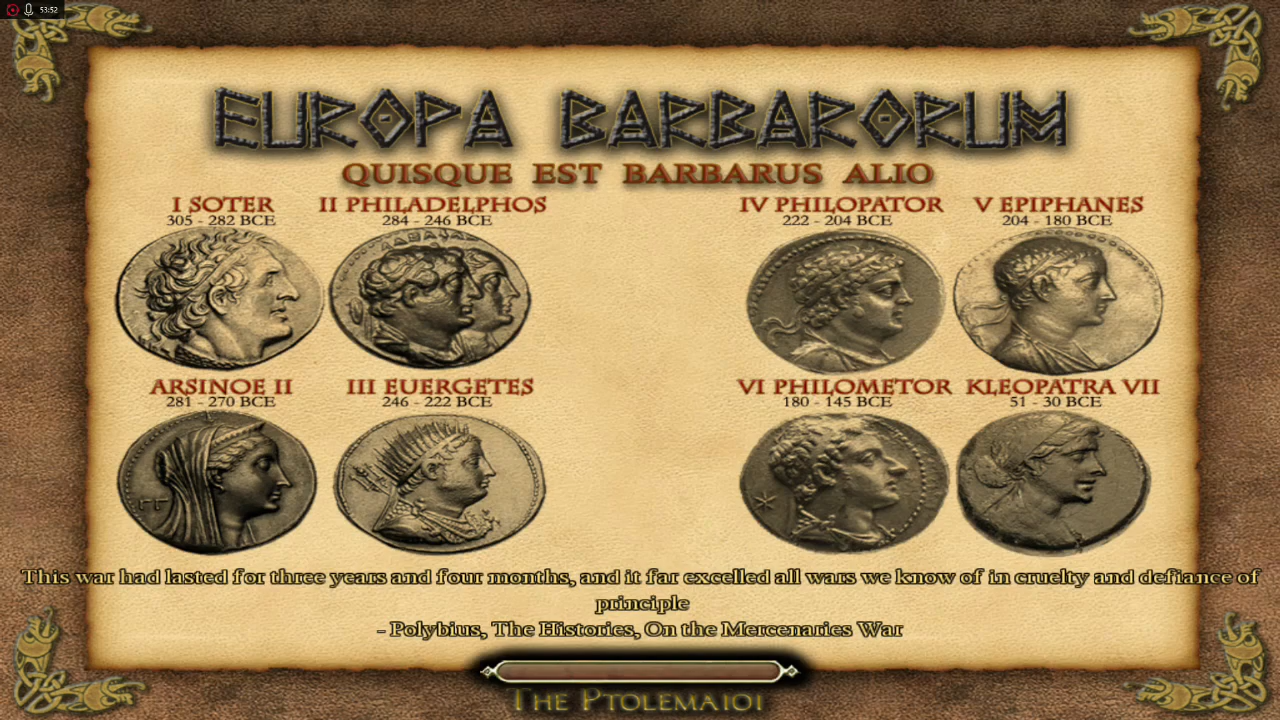 53:52
EUROPA BARBARORUM
QUISQUE EST BARBARUS ALIO
I SOTER
305 - 282 BCE
II PHILADELPHOS
284 - 246 BCE
IV PHILOPATOR
222 - 204 BCE
V EPIPHANES
204 - 180 BCE
ARSINOE II
281 - 270 BCE
III EUERGETES
246 - 222 BCE
VI PHILOMETOR
180 - 145 BCE
KLEOPATRA VII
51 - 30 BCE
This war had lasted for three years and four months, and it far excelled all wars we know of in cruelty and defiance of
principle
- Polybius, The Histories, On the Mercenaries War
The Ptolemaioi